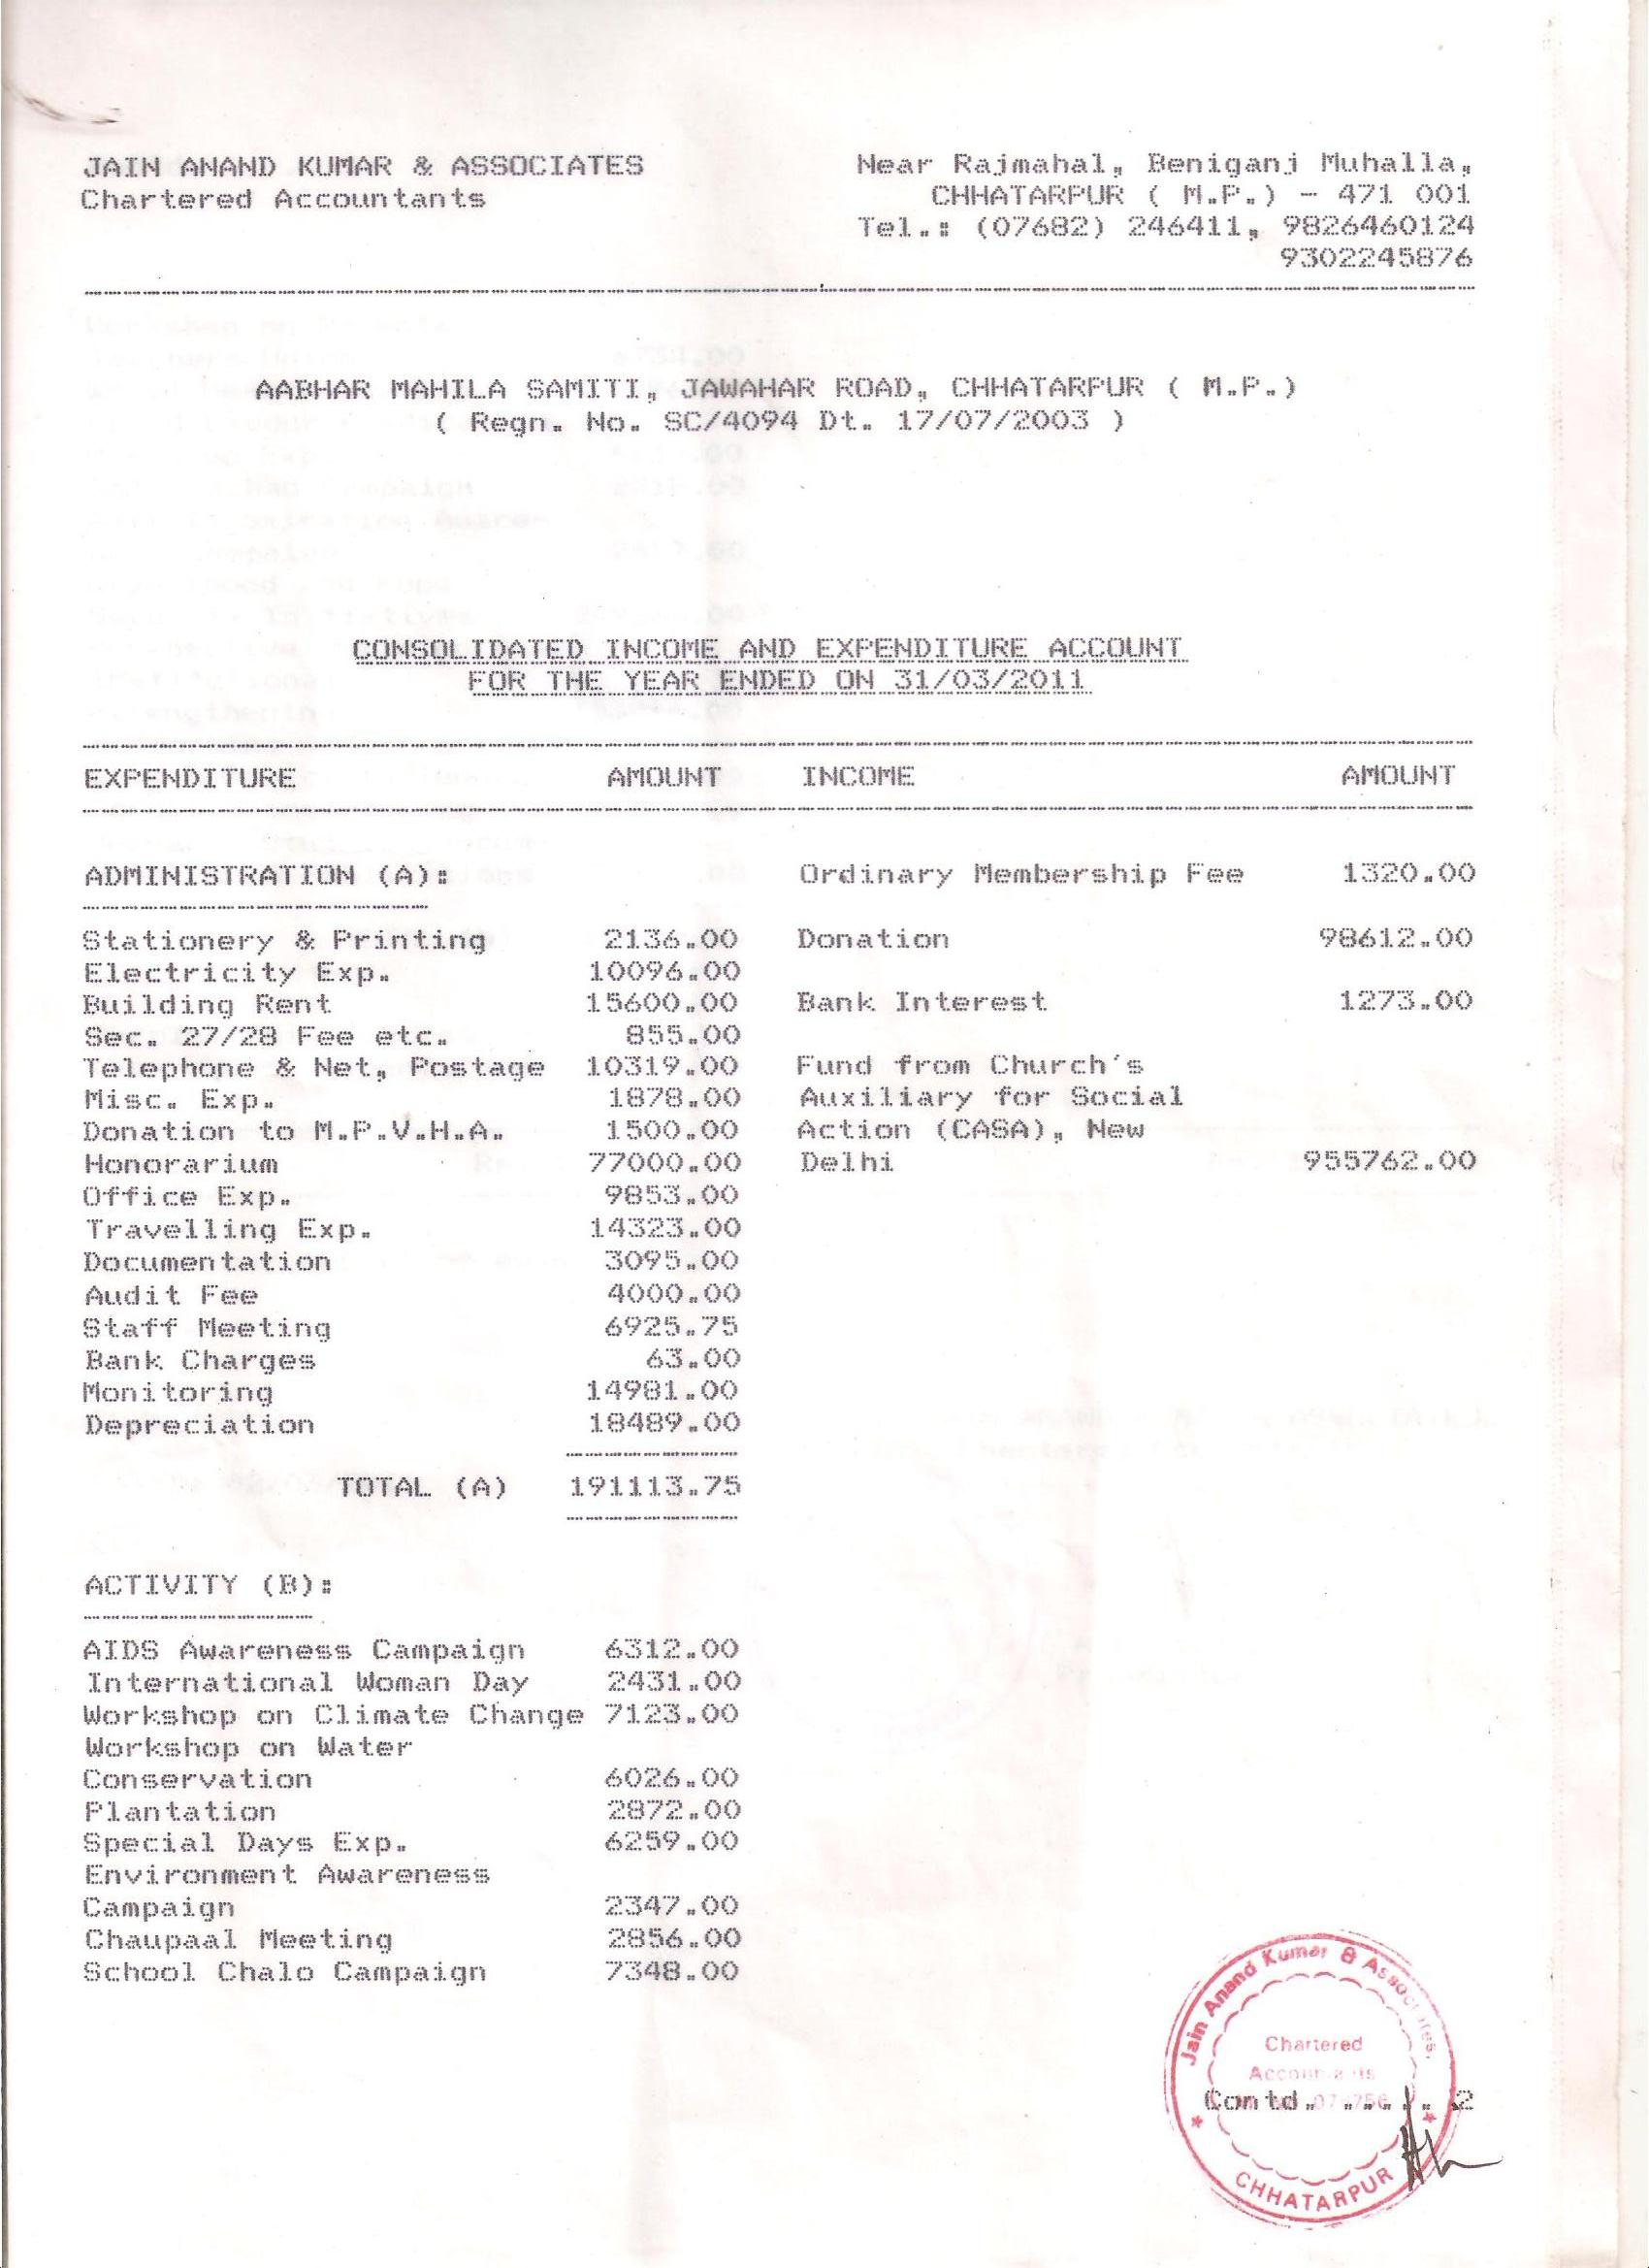 JAIN ANAND KUMAR & ASSOCIATES Near Rajmahal, Beniganj Muhalla,
Chartered Accountants CHHATARPUR ( M.P.) - 471 001
Tel.: (07682) 246411, 9826460124
9302245876
AABHAR MAHILA SAMITI, JAWAHAR ROAD, CHHATARPUR ( M.P.)
( Regn. No. SC/4094 Dt. 17/07/2003 )
CONSOLIDATED INCOME AND EXPENDITURE ACCOUNT
FOR THE YEAR ENDED ON 31/03/2011
EXPENDITURE AMOUNT INCOME AMOUNT
ADMINISTRATION (A): Ordinary Membership Fee 1320.00
Stationery & Printing 2136.00 Donation 98612.00
Electricity Exp. 10096.00
Building Rent 15600.00 Bank Interest 1273.00
Sec. 27/28 Fee etc. 855.00
Telephone & Net, Postage 10319.00 Fund from Church's
Misc. Exp. 1878.00 Auxiliary for Social
Donation to M.P.V.H.A. 1500.00 Action (CASA), New
Honorarium 77000.00 Delhi 955762.00
Office Exp. 9853.00
Travelling Exp. 14323.00
Documentation 3095.00
Audit Fee 4000.00
Staff Meeting 6925.75
Bank Charges 63.00
Monitoring 14981.00
Depreciation 18489.00
TOTAL (A) 191113.75
ACTIVITY (B):
AIDS Awareness Campaign 6312.00
International Woman Day 2431.00
Workshop on Climate Change 7123.00
Workshop on Water
Conservation 6026.00
Plantation 2872.00
Special Days Exp. 6259.00
Environment Awareness
Campaign 2347.00
Chaupaal Meeting 2856.00
School Chalo Campaign 7348.00
Jain Anand Kumar & Associates.
Chartered
Accountants
Contd. ...... 2
CHHATARPUR